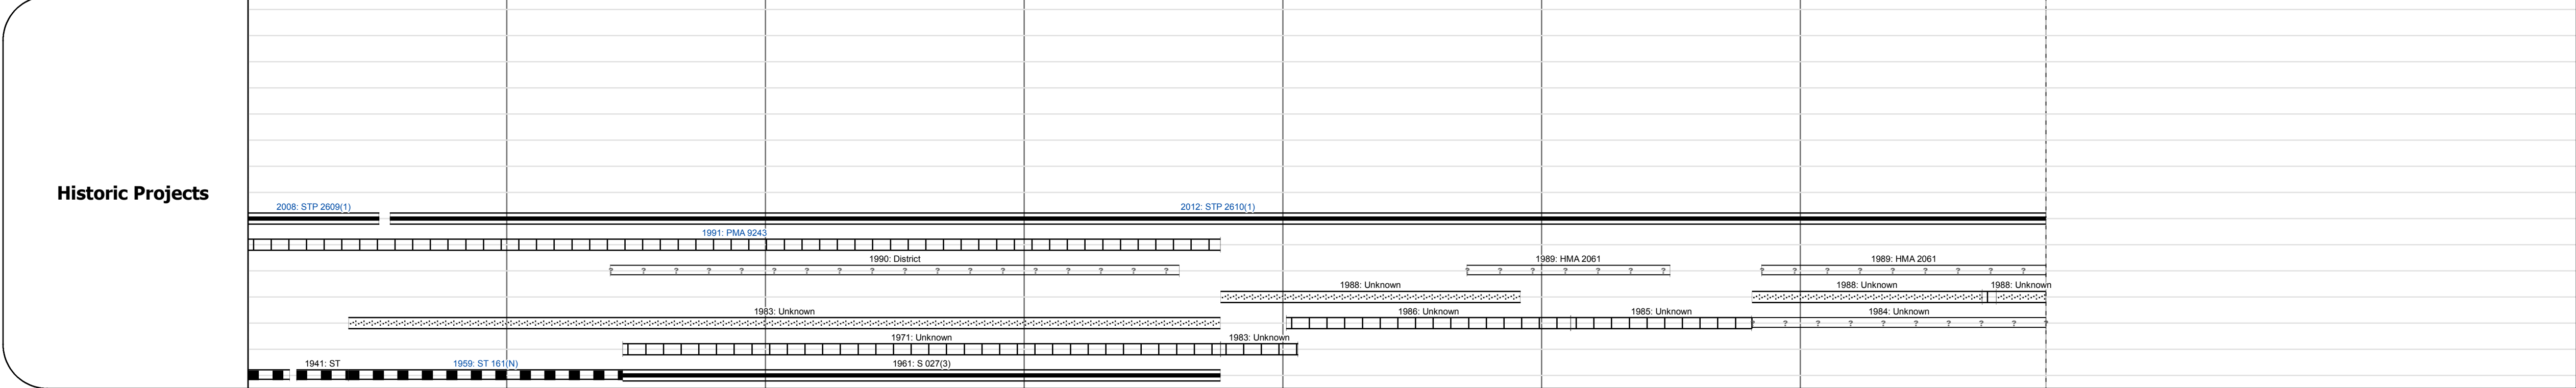 2008: STP 2609(1) 2012: STP 2610(1)
Historic Projects
1991: PMA 9243
1990: District 1989: HMA 2061 1989: HMA 2061
1988: Unknown 1988: Unknown 1988: Unknown
1983: Unknown 1986: Unknown 1985: Unknown 1984: Unknown
1971: Unknown 1983: Unknown
1941: ST 1959: ST 161(N) 1961: S 027(3)